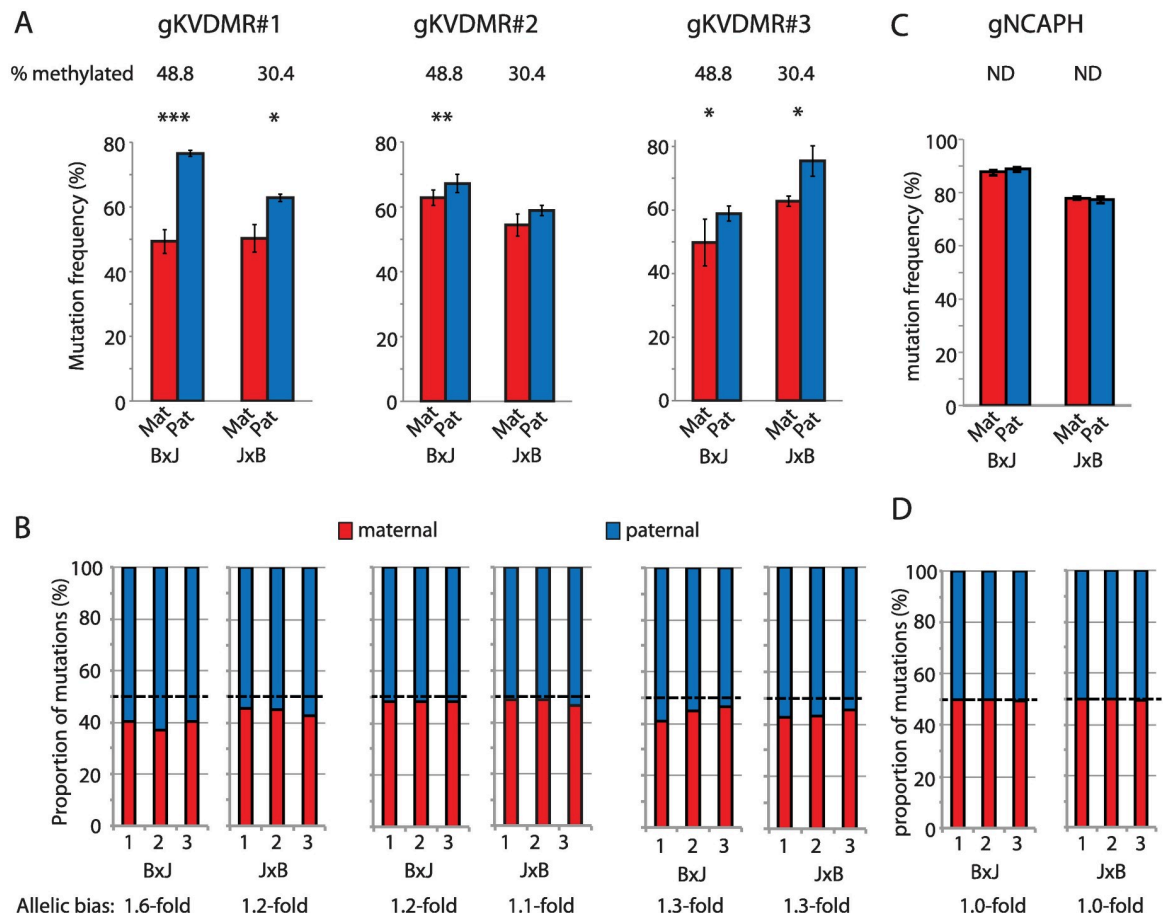 A gKVDMR#1 gKVDMR#2 gKVDMR#3 C gNCAPH
% methylated 48.8 30.4 48.8 30.4 48.8 30.4 ND ND
*** * ** * *
Mutation frequency (%)
80
60
40
20
0
Mat Pat Mat Pat
BxJ JxB
80
60
40
20
0
Mat Pat Mat Pat
BxJ JxB
80
60
40
20
0
Mat Pat Mat Pat
BxJ JxB
mutation frequency (%)
100
80
60
40
20
0
Mat Pat Mat Pat
BxJ JxB
B maternal paternal D
Proportion of mutations (%)
100
80
60
40
20
0
1 2 3 1 2 3 1 2 3 1 2 3 1 2 3 1 2 3
BxJ JxB BxJ JxB BxJ JxB
proportion of mutations (%)
100
80
60
40
20
0
1 2 3 1 2 3
BxJ JxB
Allelic bias: 1.6-fold 1.2-fold 1.2-fold 1.1-fold 1.3-fold 1.3-fold 1.0-fold 1.0-fold